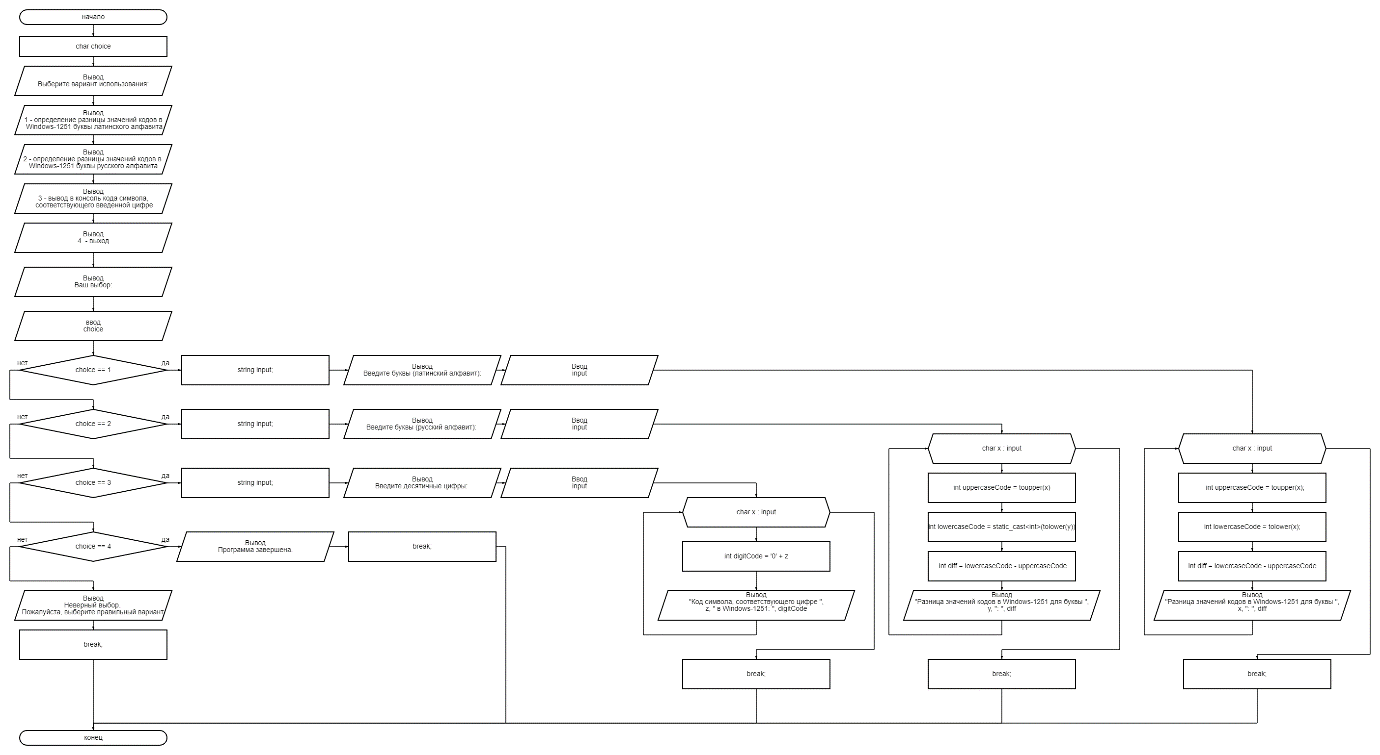 начало
char choice
Вывод
Выберите вариант использования:
Вывод
1 - определение разницы значений кодов в
Windows-1251 буквы латинского алфавита
Вывод
2 - определение разницы значений кодов в
Windows-1251 буквы русского алфавита
Вывод
3 - вывод в консоль кода символа,
соответствующего введенной цифре
Вывод
4 - выход
Вывод
Ваш выбор:
ввод
choice
нет
choice == 1
да
string input;
Вывод
Введите буквы (латинский алфавит):
Ввод
input
нет
choice == 2
да
string input;
Вывод
Введите буквы (русский алфавит):
Ввод
input
нет
choice == 3
да
string input;
Вывод
Введите десятичные цифры:
Ввод
input
нет
choice == 4
да
Вывод
Программа завершена.
break;
Вывод
Неверный выбор.
Пожалуйста, выберите правильный вариант
break;
char x : input
int digitCode = '0' + z
Вывод
"Код символа, соответствующего цифре ",
z, " в Windows-1251: ", digitCode
break;
char x : input
int uppercaseCode = toupper(x)
int lowercaseCode = static_cast<int>(tolower(y))
int diff = lowercaseCode - uppercaseCode
Вывод
"Разница значений кодов в Windows-1251 для буквы ",
y, ": ", diff
break;
char x : input
int uppercaseCode = toupper(x);
int lowercaseCode = tolower(x);
int diff = lowercaseCode - uppercaseCode
Вывод
"Разница значений кодов в Windows-1251 для буквы ",
x, ": ", diff
break;
конец